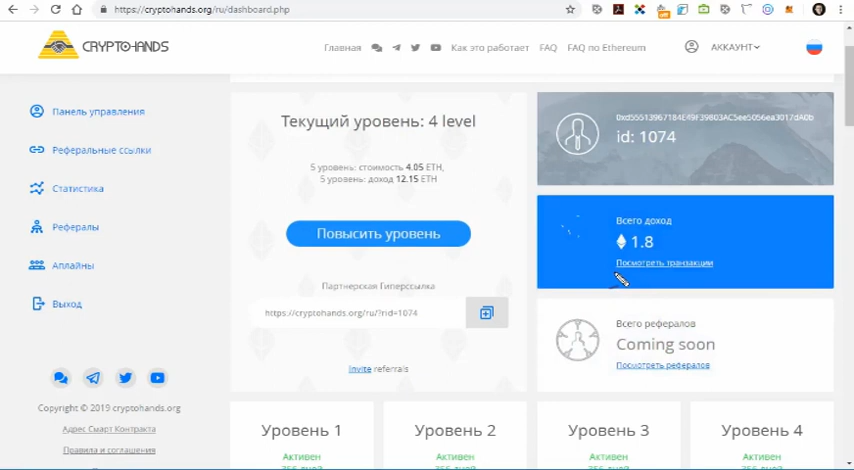 https://cryptohands.org/ru/dashboard.php
off
CRYPTOHANDS
Главная
Как это работает
FAQ
FAQ по Ethereum
АККАУНТ
Панель управления
Реферальные ссылки
Статистика
Рефералы
Аплайны
Выход
Copyright © 2019 cryptohands.org
Адрес Смарт Контракта
Правила и соглашения
Текущий уровень: 4 level
5 уровень: стоимость 4.05 ETH,
5 уровень: доход 12.15 ETH
Повысить уровень
Партнерская Гиперссылка
https://cryptohands.org/ru/?rid=1074
Invite referrals
id: 1074
Всего доход
1.8
Посмотреть транзакции
Всего рефералов
Coming soon
Посмотреть рефералов
Уровень 1
Активен
Уровень 2
Активен
Уровень 3
Активен
Уровень 4
Активен